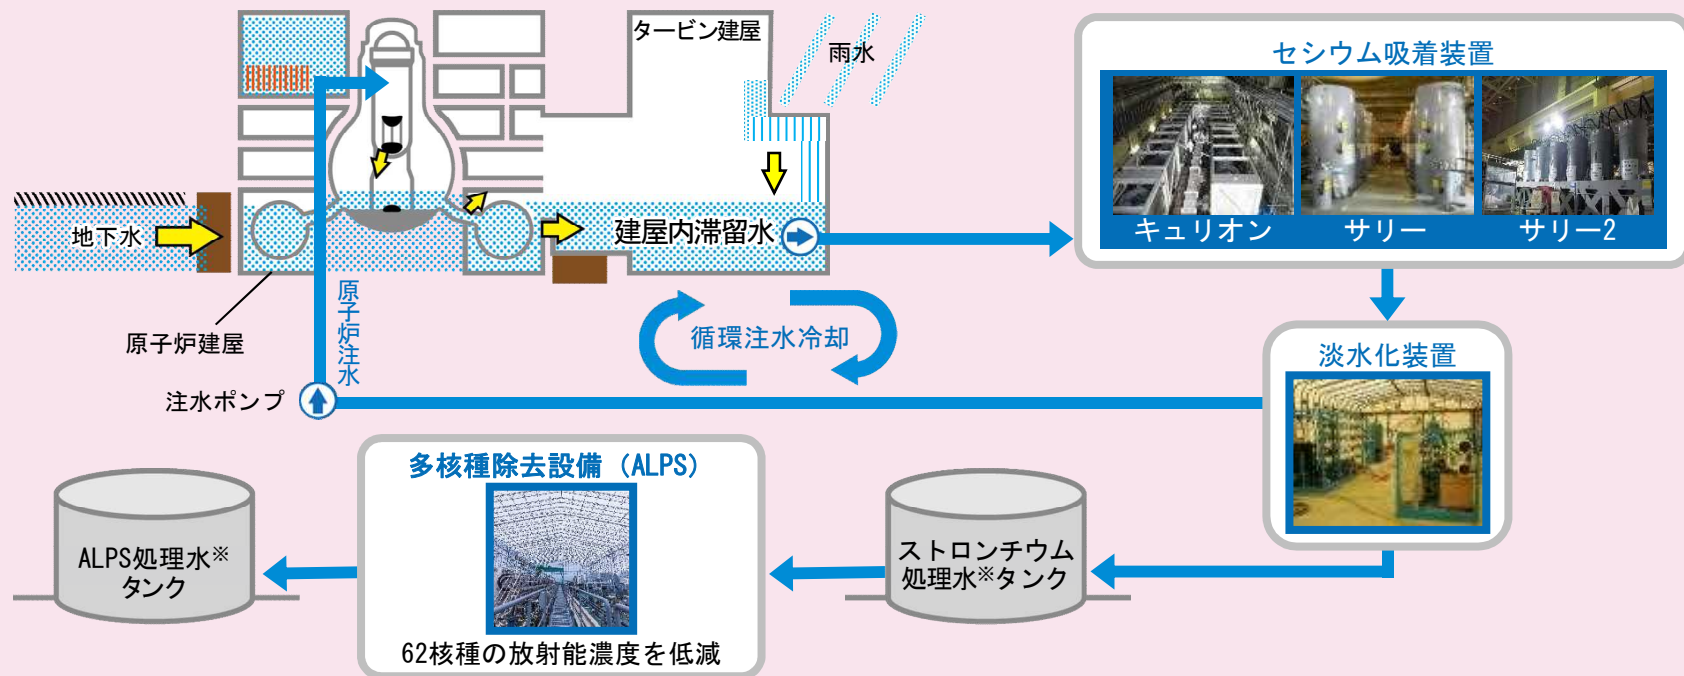 タービン建屋
雨水
セシウム吸着装置
キュリオン
サリー
サリー2
地下水
建屋内滞留水
原子炉建屋
原子炉注水
循環注水冷却
淡水化装置
注水ポンプ
多核種除去設備（ALPS）
62核種の放射能濃度を低減
ALPS処理水※
タンク
ストロンチウム
処理水※タンク